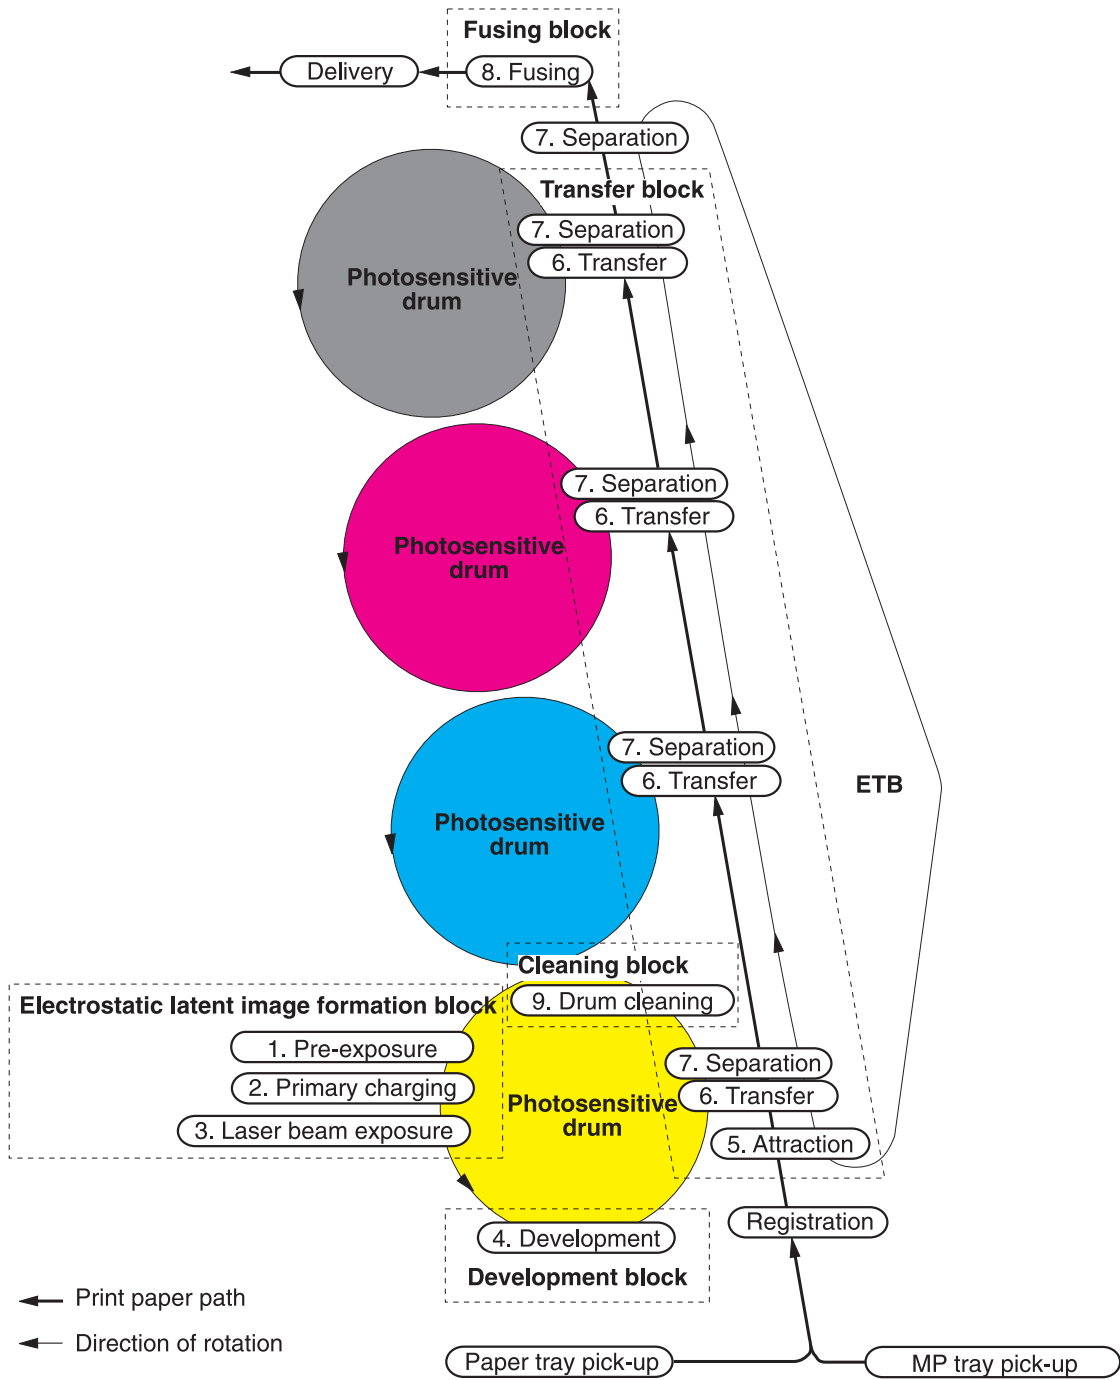 Fusing block
Delivery
8. Fusing
7. Separation
Transfer block
7. Separation
6. Transfer
Photosensitive
drum
7. Separation
6. Transfer
Photosensitive
drum
7. Separation
6. Transfer
ETB
Photosensitive
drum
Cleaning block
9. Drum cleaning
Electrostatic latent image formation block
1. Pre-exposure
2. Primary charging
3. Laser beam exposure
7. Separation
6. Transfer
Photosensitive
drum
5. Attraction
Registration
4. Development
Development block
Print paper path
Direction of rotation
Paper tray pick-up
MP tray pick-up